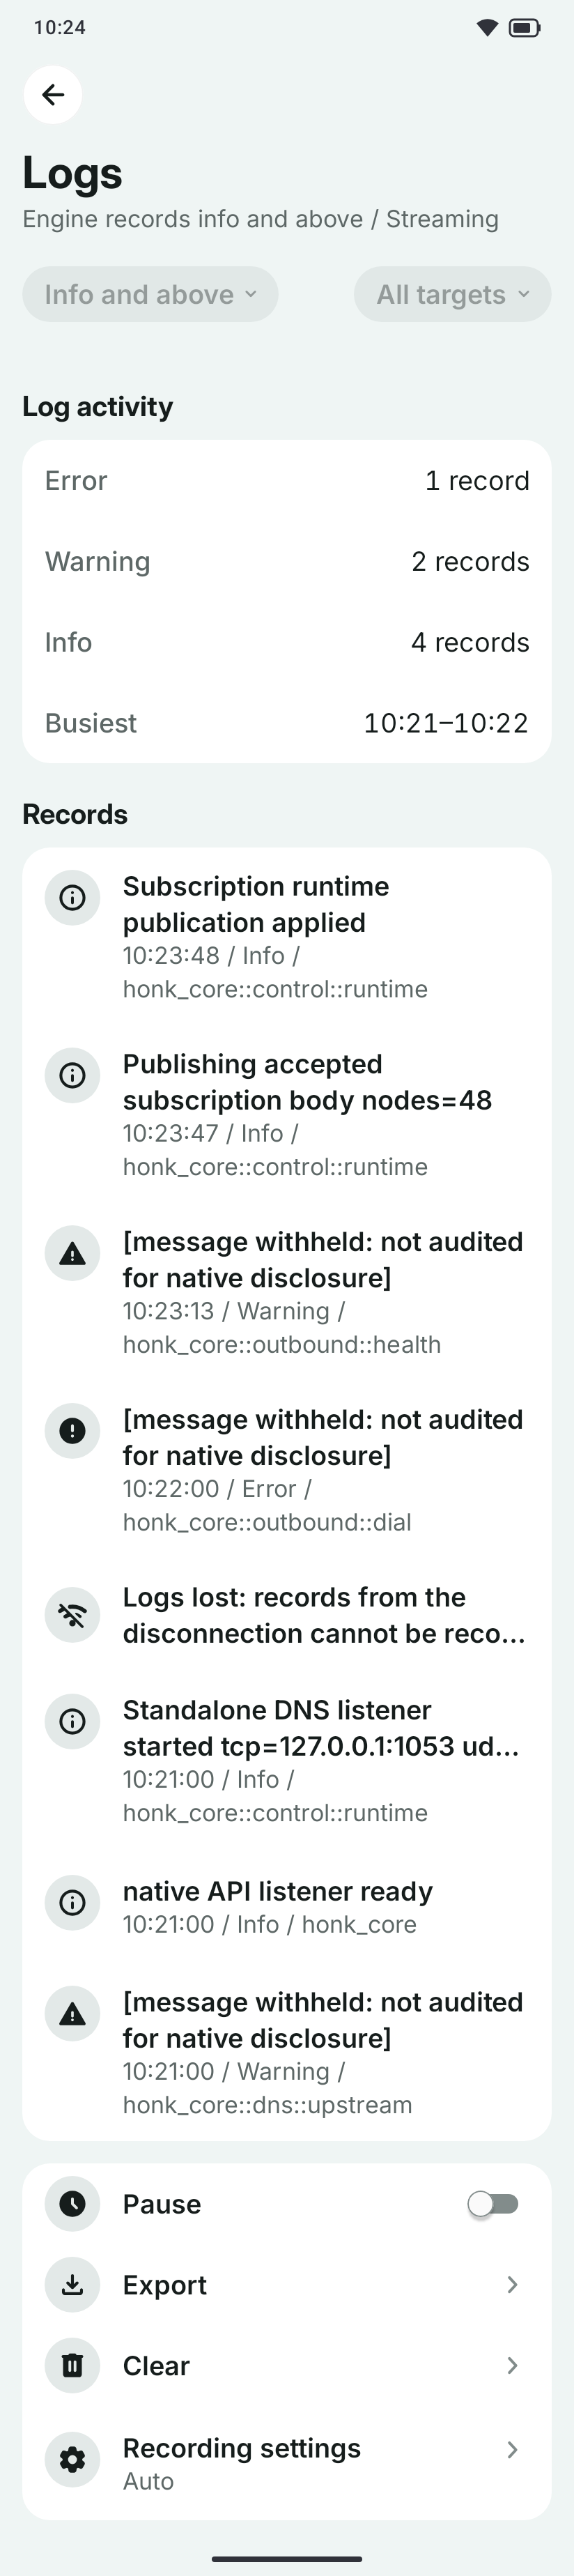 10:24
Logs
Engine records info and above / Streaming
Info and above
All targets
Log activity
Error 1 record
Warning 2 records
Info 4 records
Busiest 10:21–10:22
Records
Subscription runtime
publication applied
10:23:48 / Info /
honk_core::control::runtime
Publishing accepted
subscription body nodes=48
10:23:47 / Info /
honk_core::control::runtime
[message withheld: not audited
for native disclosure]
10:23:13 / Warning /
honk_core::outbound::health
[message withheld: not audited
for native disclosure]
10:22:00 / Error /
honk_core::outbound::dial
Logs lost: records from the
disconnection cannot be reco...
Standalone DNS listener
started tcp=127.0.0.1:1053 ud...
10:21:00 / Info /
honk_core::control::runtime
native API listener ready
10:21:00 / Info / honk_core
[message withheld: not audited
for native disclosure]
10:21:00 / Warning /
honk_core::dns::upstream
Pause
Export
Clear
Recording settings
Auto